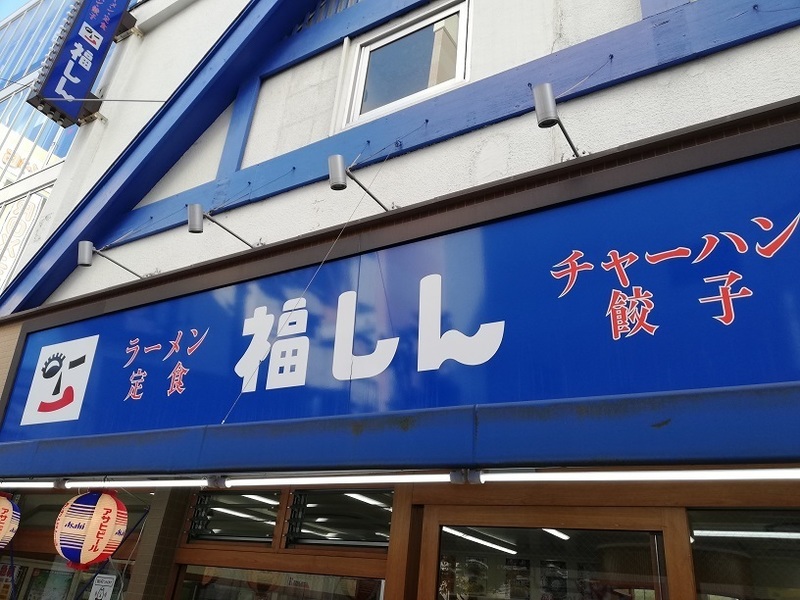 福しん
ラーメン
定食
福しん
チャーハン
餃子
アサヒビール
Asahi